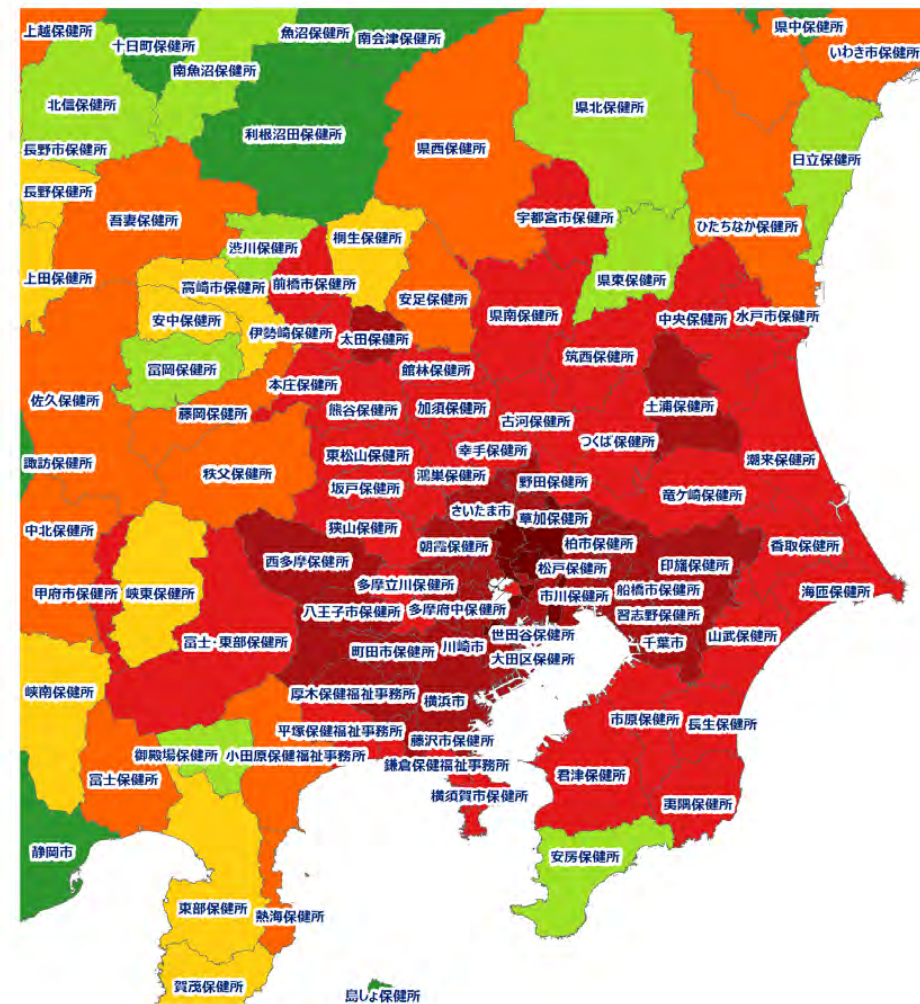 上越保健所
十日町保健所
魚沼保健所
南会津保健所
県中保健所
いわき市保健所
南魚沼保健所
北信保健所
県北保健所
利根沼田保健所
県西保健所
長野市保健所
日立保健所
長野保健所
宇都宮市保健所
吾妻保健所
ひたちなか保健所
桐生保健所
渋川保健所
上田保健所
県東保健所
高崎市保健所
前橋市保健所
安足保健所
県南保健所
中央保健所
水戸市保健所
安中保健所
伊勢崎保健所
太田保健所
筑西保健所
富岡保健所
館林保健所
本庄保健所
佐久保健所
土浦保健所
藤岡保健所
熊谷保健所
加須保健所
古河保健所
つくば保健所
東松山保健所
幸手保健所
潮来保健所
諏訪保健所
秩父保健所
鴻巣保健所
野田保健所
坂戸保健所
竜ケ崎保健所
さいたま市
草加保健所
中北保健所
狭山保健所
朝霞保健所
柏市保健所
香取保健所
西多摩保健所
松戸保健所
印旛保健所
多摩立川保健所
船橋市保健所
海匝保健所
甲府市保健所
峡東保健所
市川保健所
八王子市保健所
多摩府中保健所
習志野保健所
世田谷保健所
山武保健所
富士・東部保健所
川崎市
千葉市
町田市保健所
大田区保健所
峡南保健所
厚木保健福祉事務所
横浜市
市原保健所
長生保健所
平塚保健福祉事務所
藤沢市保健所
御殿場保健所
小田原保健福祉事務所
鎌倉保健福祉事務所
富士保健所
君津保健所
横須賀市保健所
夷隅保健所
静岡市
安房保健所
東部保健所
熱海保健所
賀茂保健所
島しょ保健所